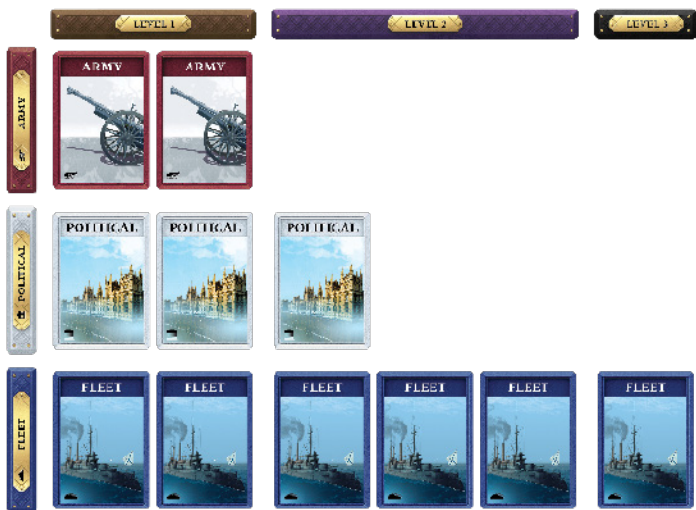 LEVEL 1 LEVEL 2 LEVEL 3
ARMY ARMY ARMY
POLITICAL POLITICAL POLITICAL POLITICAL
FLEET FLEET FLEET FLEET FLEET FLEET FLEET